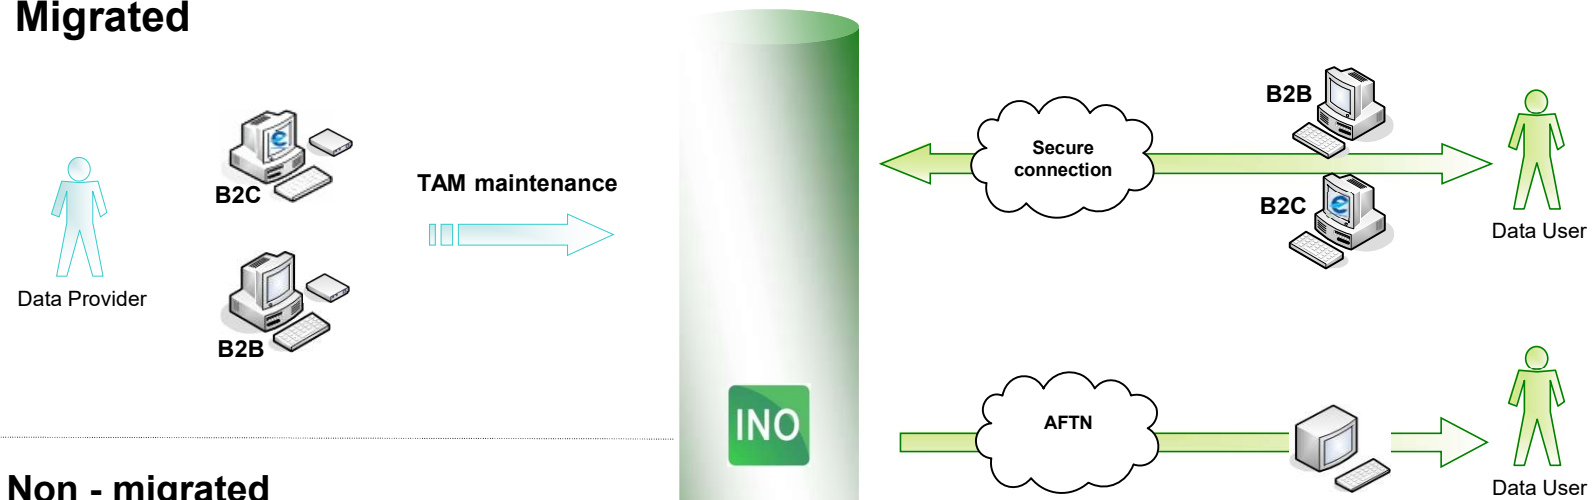 Migrated
B2C
TAM maintenance
Data Provider
B2B
INO
B2B
Secure
connection
B2C
Data User
AFTN
Data User
Non - migrated